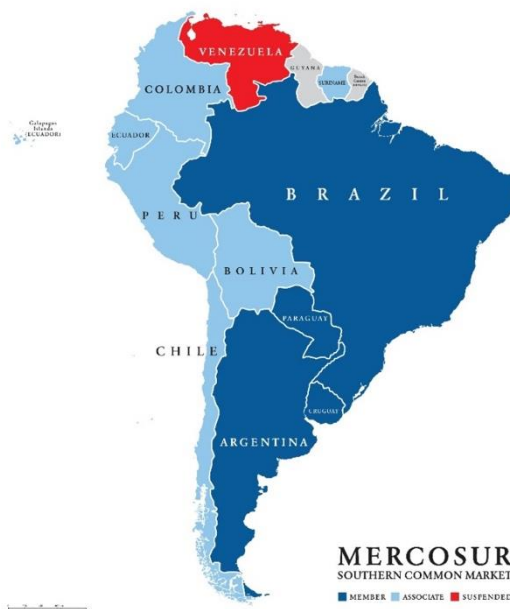 VENEZUELA
GUYANA
SURINAME
COLOMBIA
Galapagos
Islands
(ECUADOR)
ECUADOR
BRAZIL
PERU
BOLIVIA
PARAGUAY
CHILE
URUGUAY
ARGENTINA
MERCOSUR
SOUTHERN COMMON MARKET
MEMBER ASSOCIATE SUSPENDED